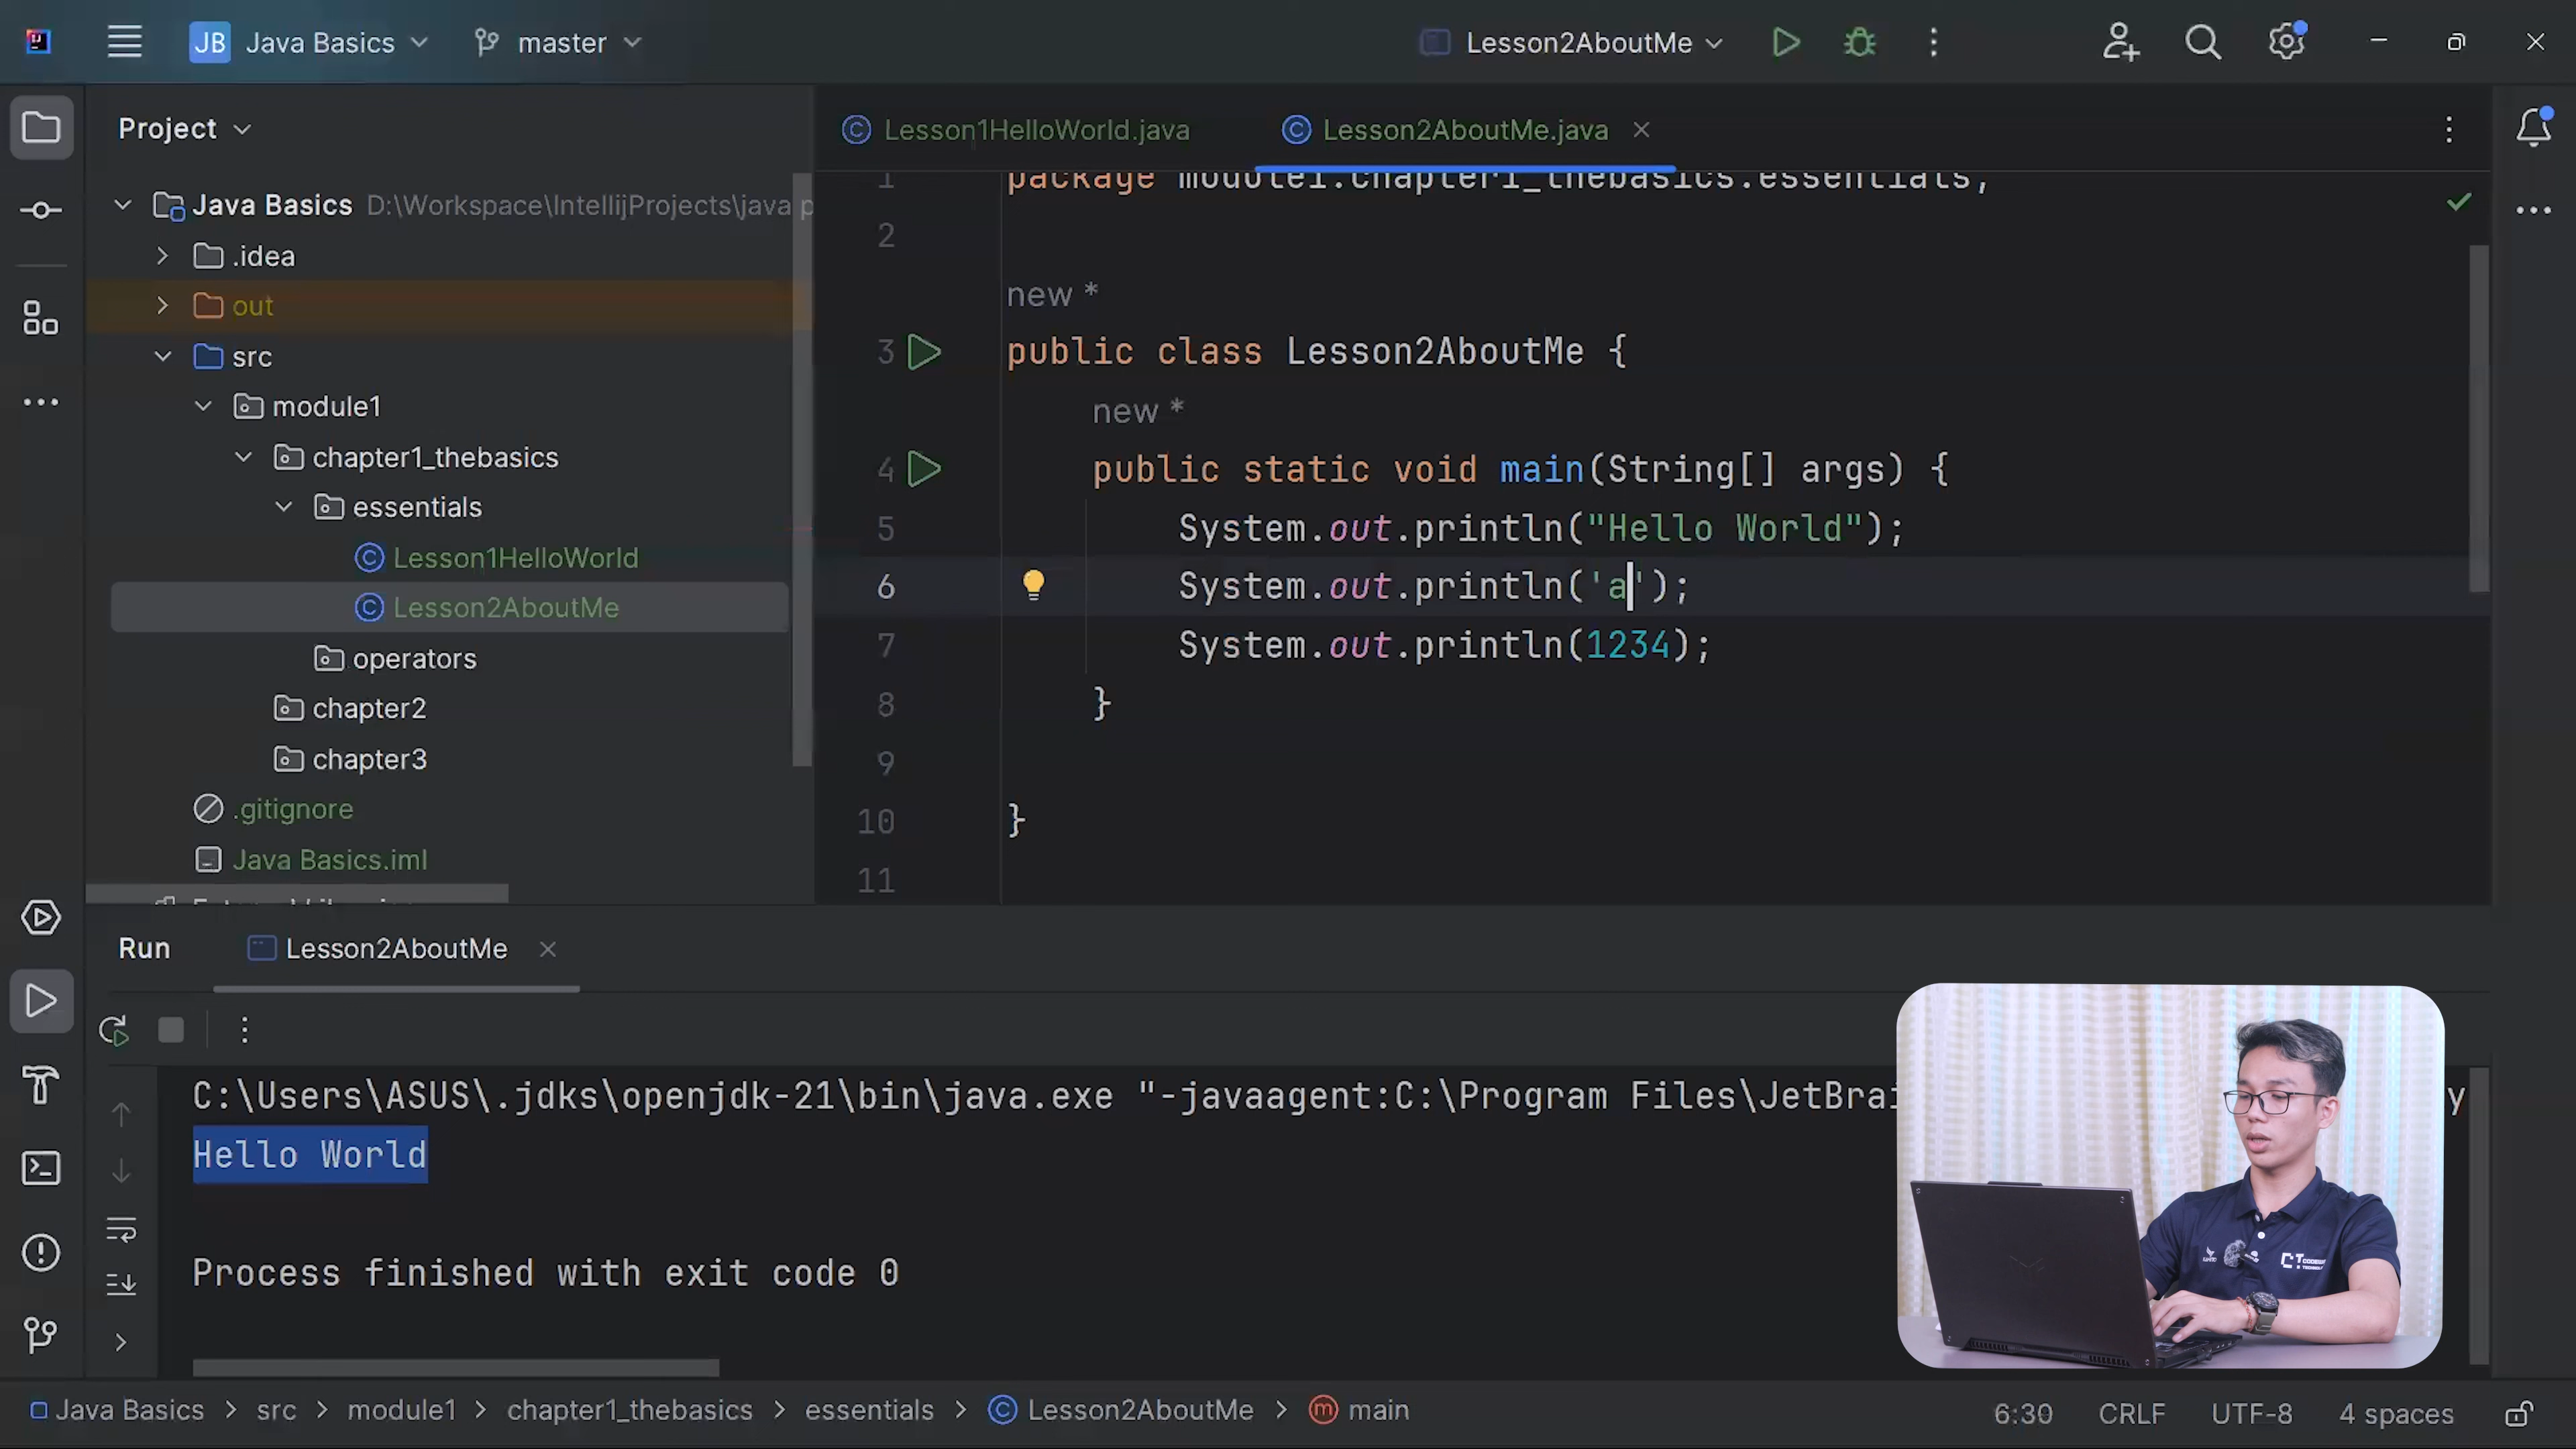 JB Java Basics master Lesson2AboutMe
Project
Lesson1HelloWorld.java Lesson2AboutMe.java
Java Basics D:\Workspace\IntellijProjects\java p
.idea
out
src
module1
chapter1_thebasics
essentials
Lesson1HelloWorld
Lesson2AboutMe
operators
chapter2
chapter3
.gitignore
Java Basics.iml
1 package module1.chapter1_thebasics.essentials;
2
new *
3 public class Lesson2AboutMe {
new *
4 public static void main(String[] args) {
5 System.out.println("Hello World");
6 System.out.println('a');
7 System.out.println(1234);
8 }
9
10 }
11
Run Lesson2AboutMe
C:\Users\ASUS\.jdks\openjdk-21\bin\java.exe "-javaagent:C:\Program Files\JetBrai y
Hello World
Process finished with exit code 0
Java Basics > src > module1 > chapter1_thebasics > essentials > Lesson2AboutMe > main
6:30 CRLF UTF-8 4 spaces